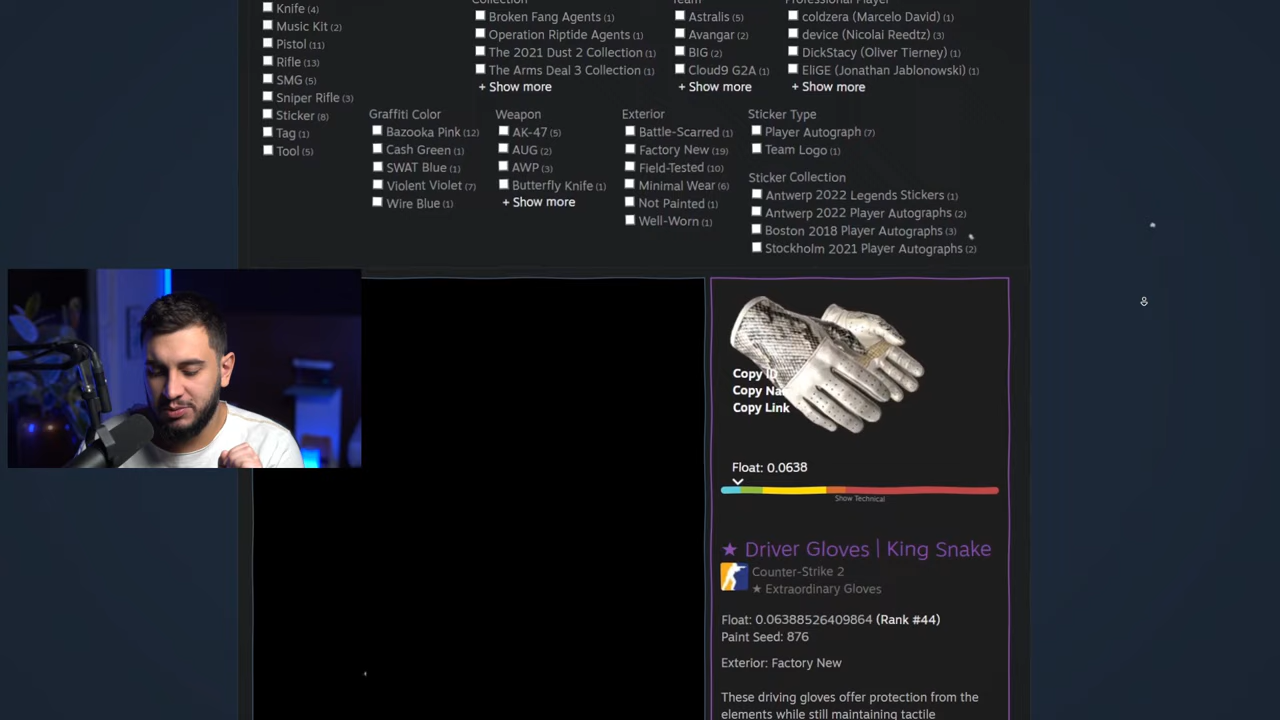 Collection
Team
Professional Player
Knife (4)
Music Kit (2)
Pistol (11)
Rifle (13)
SMG (5)
Sniper Rifle (3)
Sticker (8)
Tag (1)
Tool (5)
Broken Fang Agents (1)
Operation Riptide Agents (1)
The 2021 Dust 2 Collection (1)
The Arms Deal 3 Collection (1)
+ Show more
Astralis (5)
Avangar (2)
BIG (2)
Cloud9 G2A (1)
+ Show more
coldzera (Marcelo David) (1)
device (Nicolai Reedtz) (3)
DickStacy (Oliver Tierney) (1)
EliGE (Jonathan Jablonowski) (1)
+ Show more
Graffiti Color
Bazooka Pink (12)
Cash Green (1)
SWAT Blue (1)
Violent Violet (7)
Wire Blue (1)
Weapon
AK-47 (5)
AUG (2)
AWP (3)
Butterfly Knife (1)
+ Show more
Exterior
Battle-Scarred (1)
Factory New (19)
Field-Tested (10)
Minimal Wear (6)
Not Painted (1)
Well-Worn (1)
Sticker Type
Player Autograph (7)
Team Logo (1)
Sticker Collection
Antwerp 2022 Legends Stickers (1)
Antwerp 2022 Player Autographs (2)
Boston 2018 Player Autographs (3)
Stockholm 2021 Player Autographs (2)
Copy ID
Copy Na
Copy Link
Float: 0.0638
Show Technical
★ Driver Gloves | King Snake
Counter-Strike 2
★ Extraordinary Gloves
Float: 0.06388526409864 (Rank #44)
Paint Seed: 876
Exterior: Factory New
These driving gloves offer protection from the
elements while still maintaining tactile